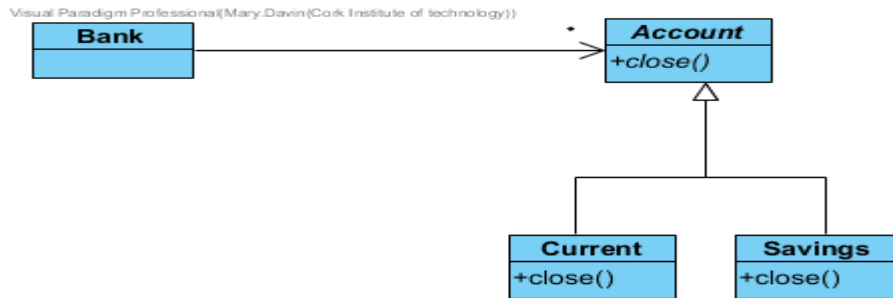 Visual Paradigm Professional(Mary.Davin(Cork Institute of technology))
Bank
*
Account
+close()
Current
+close()
Savings
+close()